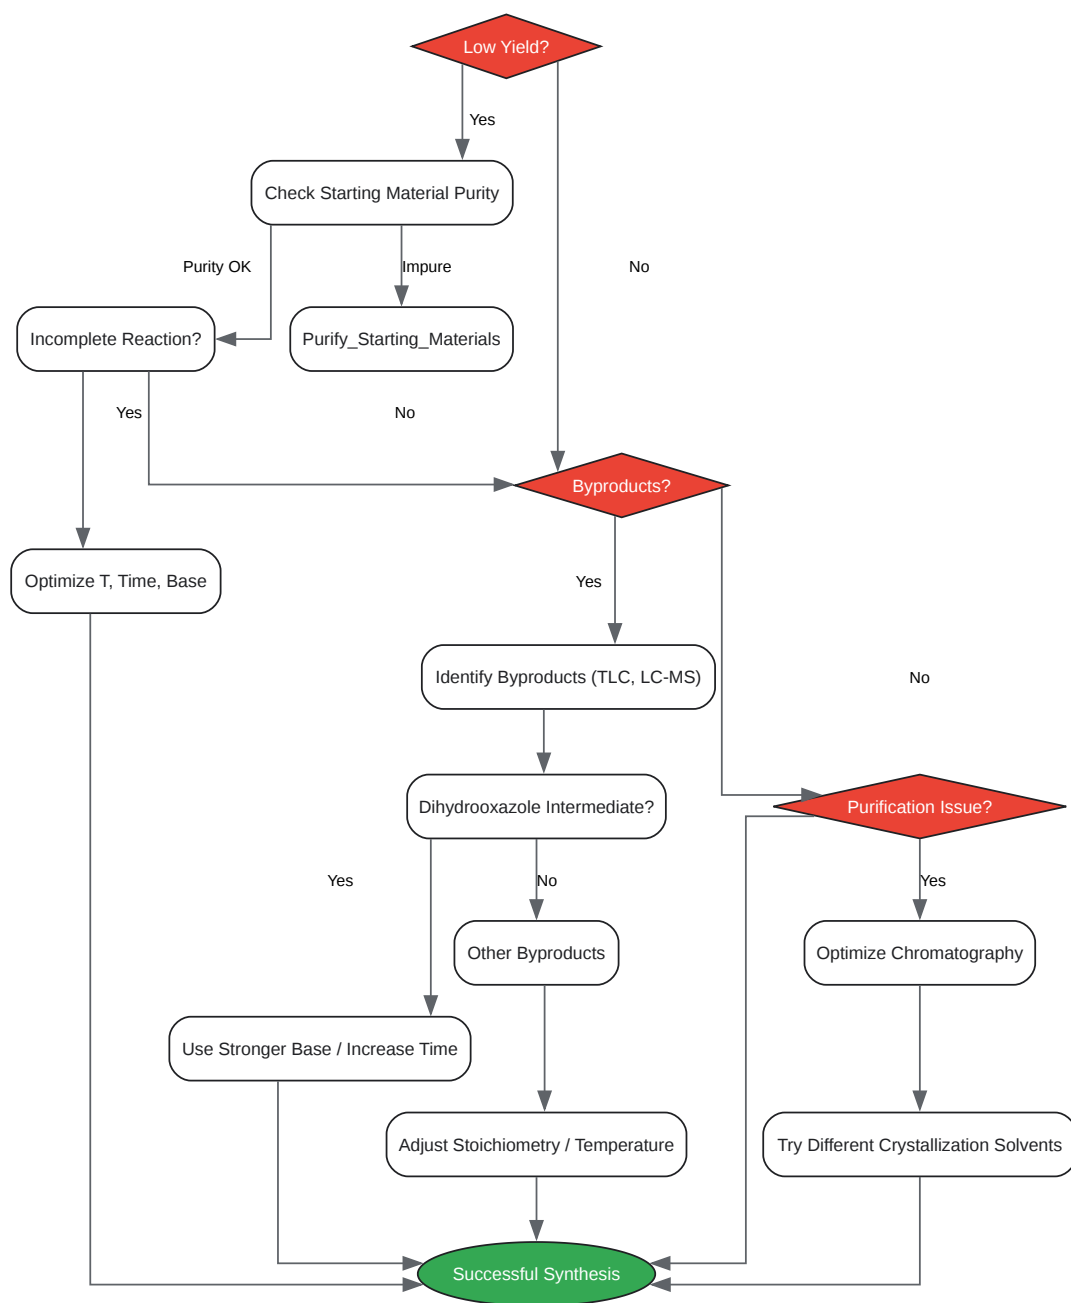 Low Yield?
Yes
Check Starting Material Purity
Purity OK
Impure
No
Incomplete Reaction?
Purify_Starting_Materials
Yes
No
Byproducts?
Optimize T, Time, Base
Yes
Identify Byproducts (TLC, LC-MS)
No
Dihydrooxazole Intermediate?
Purification Issue?
Yes
No
Yes
Other Byproducts
Optimize Chromatography
Use Stronger Base / Increase Time
Adjust Stoichiometry / Temperature
Try Different Crystallization Solvents
Successful Synthesis